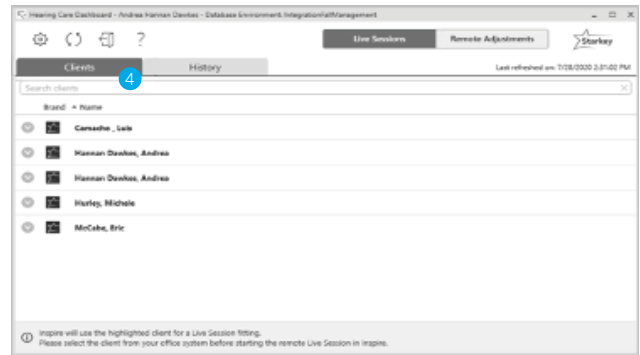 Hearing Care Dashboard - Andrea Hannan Dawkes - Database Environment: IntegrationFallManagement
?
Live Sessions
Remote Adjustments
Starkey
Clients
4
History
Last refreshed on: 7/28/2020 2:31:02 PM
Search clients
Brand
Name
Camacho , Luis
Hannan Dawkes, Andrea
Hannan Dawkes, Andrea
Hurley, Michele
McCabe, Eric
Inspire will use the highlighted client for a Live Session fitting.
Please select the client from your office system before starting the remote Live Session in Inspire.